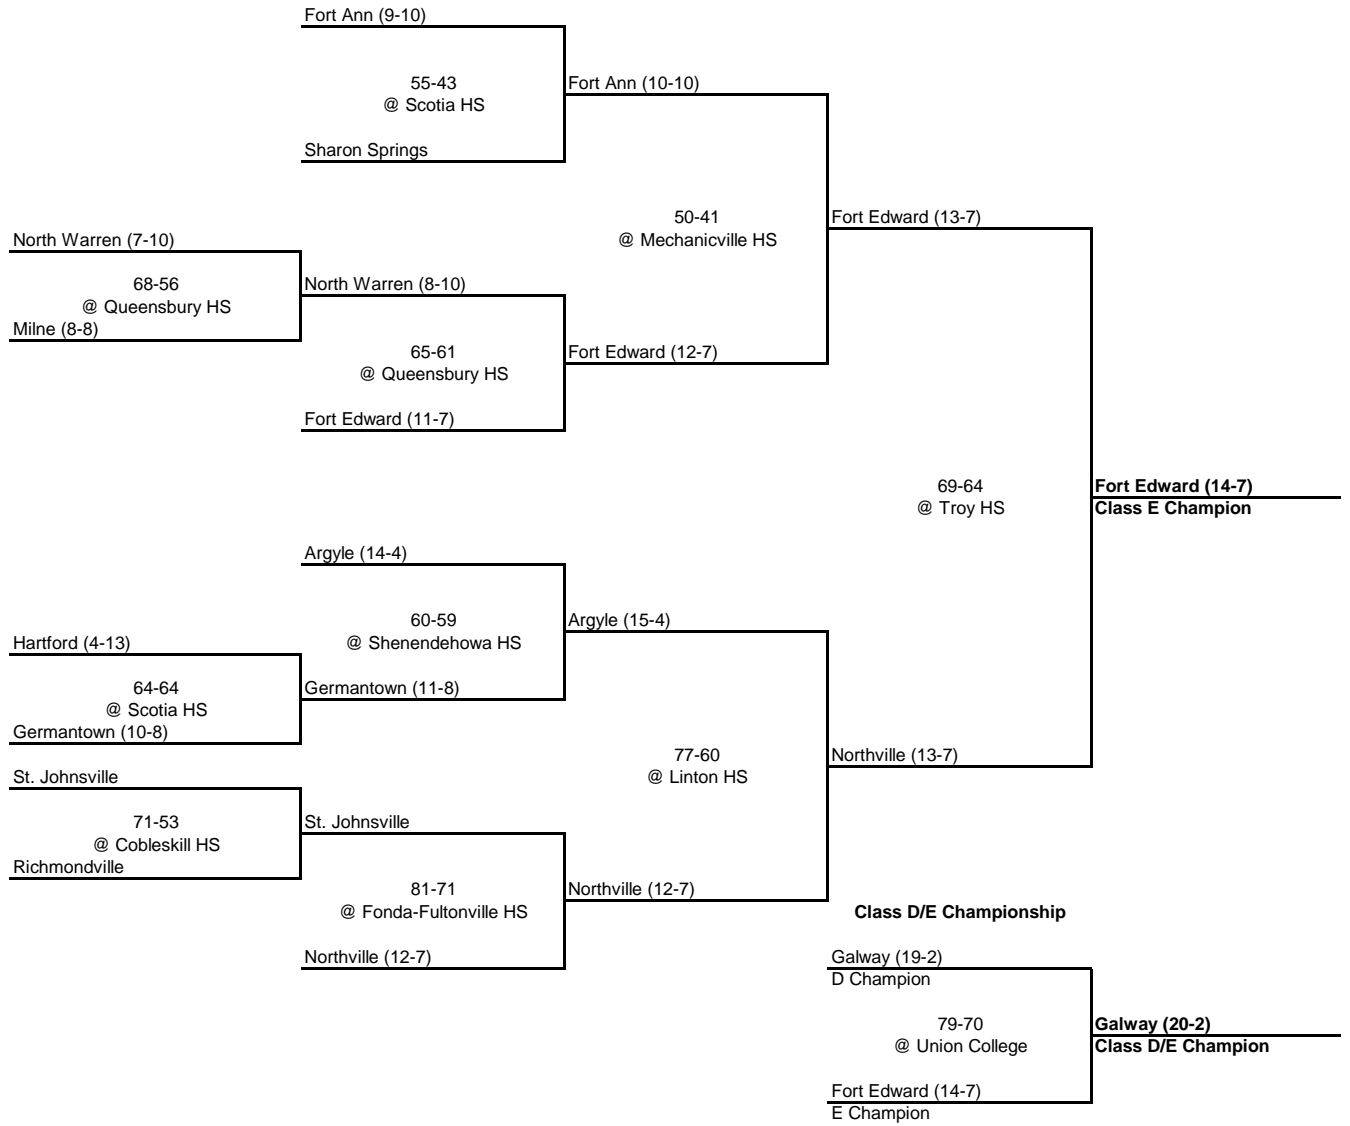 Fort Ann (9-10)
55-43
@ Scotia HS
Fort Ann (10-10)
Sharon Springs
50-41
@ Mechanicville HS
Fort Edward (13-7)
North Warren (7-10)
68-56
@ Queensbury HS
North Warren (8-10)
Milne (8-8)
65-61
@ Queensbury HS
Fort Edward (12-7)
Fort Edward (11-7)
69-64
@ Troy HS
Fort Edward (14-7)
Class E Champion
Argyle (14-4)
60-59
@ Shenendehowa HS
Argyle (15-4)
Hartford (4-13)
64-64
@ Scotia HS
Germantown (11-8)
Germantown (10-8)
77-60
@ Linton HS
Northville (13-7)
St. Johnsville
71-53
@ Cobleskill HS
St. Johnsville
Richmondville
81-71
@ Fonda-Fultonville HS
Northville (12-7)
Northville (12-7)
Class D/E Championship
Galway (19-2)
D Champion
79-70
@ Union College
Galway (20-2)
Class D/E Champion
Fort Edward (14-7)
E Champion